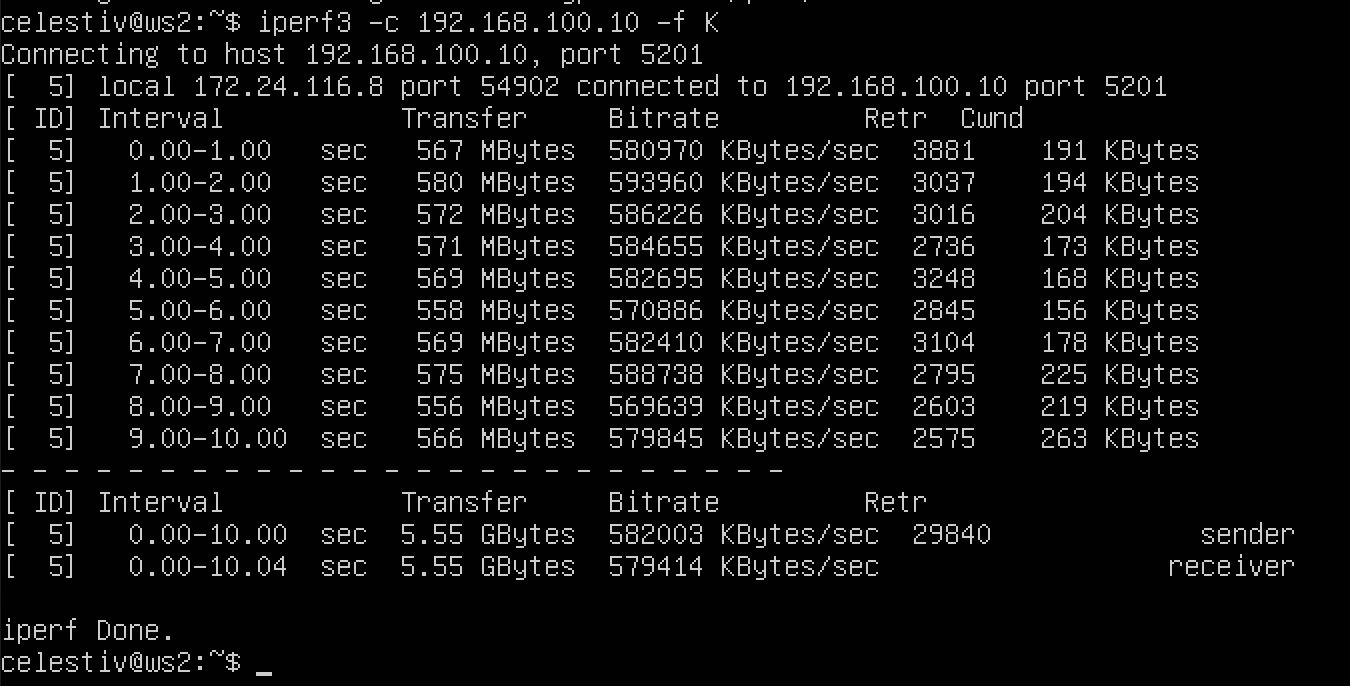 celestiv@ws2:~$ iperf3 -c 192.168.100.10 -f K
Connecting to host 192.168.100.10, port 5201
[  5] local 172.24.116.8 port 54902 connected to 192.168.100.10 port 5201
[ ID] Interval           Transfer     Bitrate         Retr  Cwnd
[  5]   0.00-1.00   sec   567 MBytes  580970 KBytes/sec  3881    191 KBytes
[  5]   1.00-2.00   sec   580 MBytes  593960 KBytes/sec  3037    194 KBytes
[  5]   2.00-3.00   sec   572 MBytes  586226 KBytes/sec  3016    204 KBytes
[  5]   3.00-4.00   sec   571 MBytes  584655 KBytes/sec  2736    173 KBytes
[  5]   4.00-5.00   sec   569 MBytes  582695 KBytes/sec  3248    168 KBytes
[  5]   5.00-6.00   sec   558 MBytes  570886 KBytes/sec  2845    156 KBytes
[  5]   6.00-7.00   sec   569 MBytes  582410 KBytes/sec  3104    178 KBytes
[  5]   7.00-8.00   sec   575 MBytes  588738 KBytes/sec  2795    225 KBytes
[  5]   8.00-9.00   sec   556 MBytes  569639 KBytes/sec  2603    219 KBytes
[  5]   9.00-10.00  sec   566 MBytes  579845 KBytes/sec  2575    263 KBytes
- - - - - - - - - - - - - - - - - - - - - - - - -
[ ID] Interval           Transfer     Bitrate         Retr
[  5]   0.00-10.00  sec  5.55 GBytes  582003 KBytes/sec  29840             sender
[  5]   0.00-10.04  sec  5.55 GBytes  579414 KBytes/sec                  receiver
iperf Done.
celestiv@ws2:~$ _